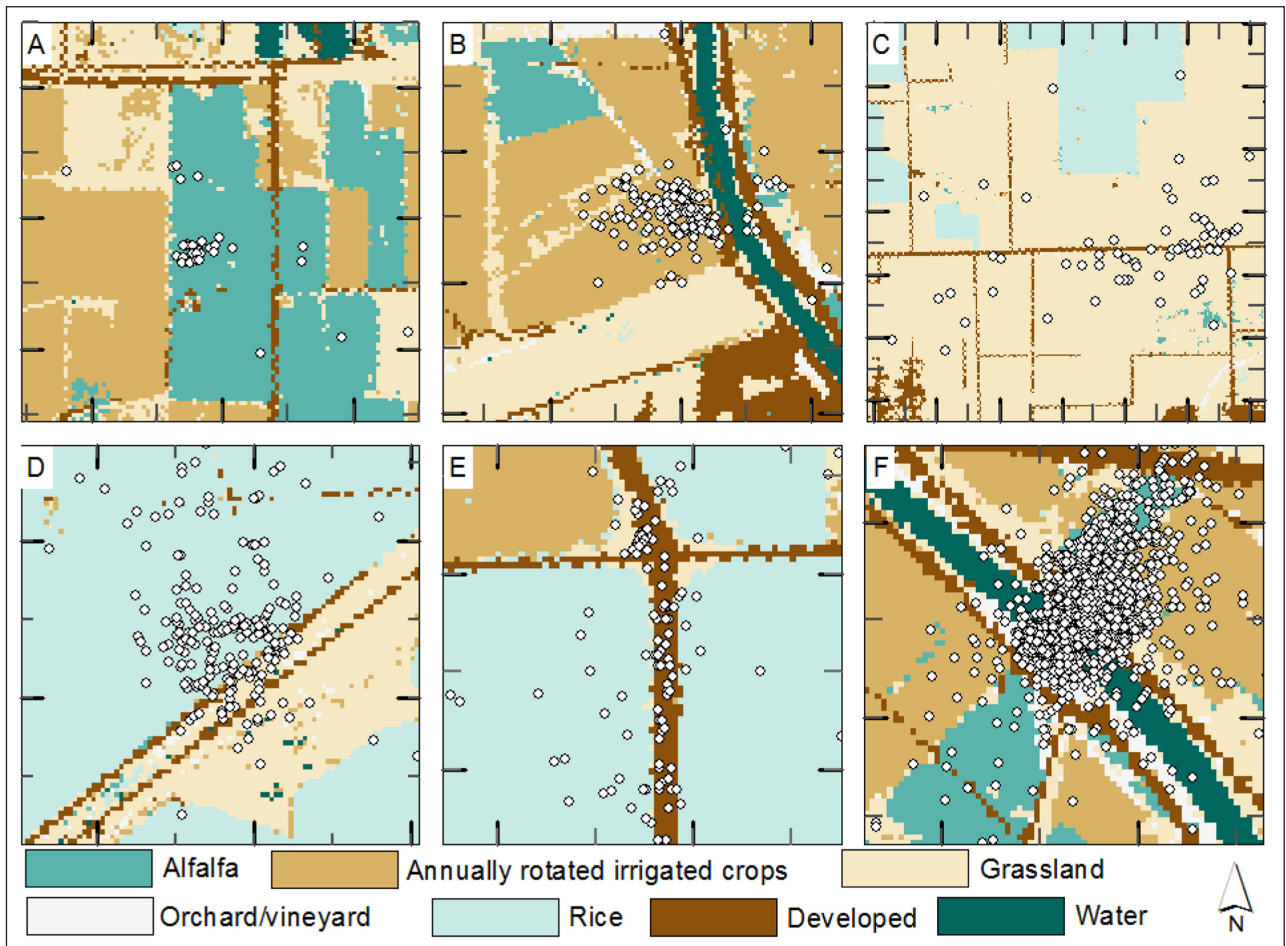 A B C
D E F
Alfalfa Annually rotated irrigated crops Grassland
Orchard/vineyard Rice Developed Water
N